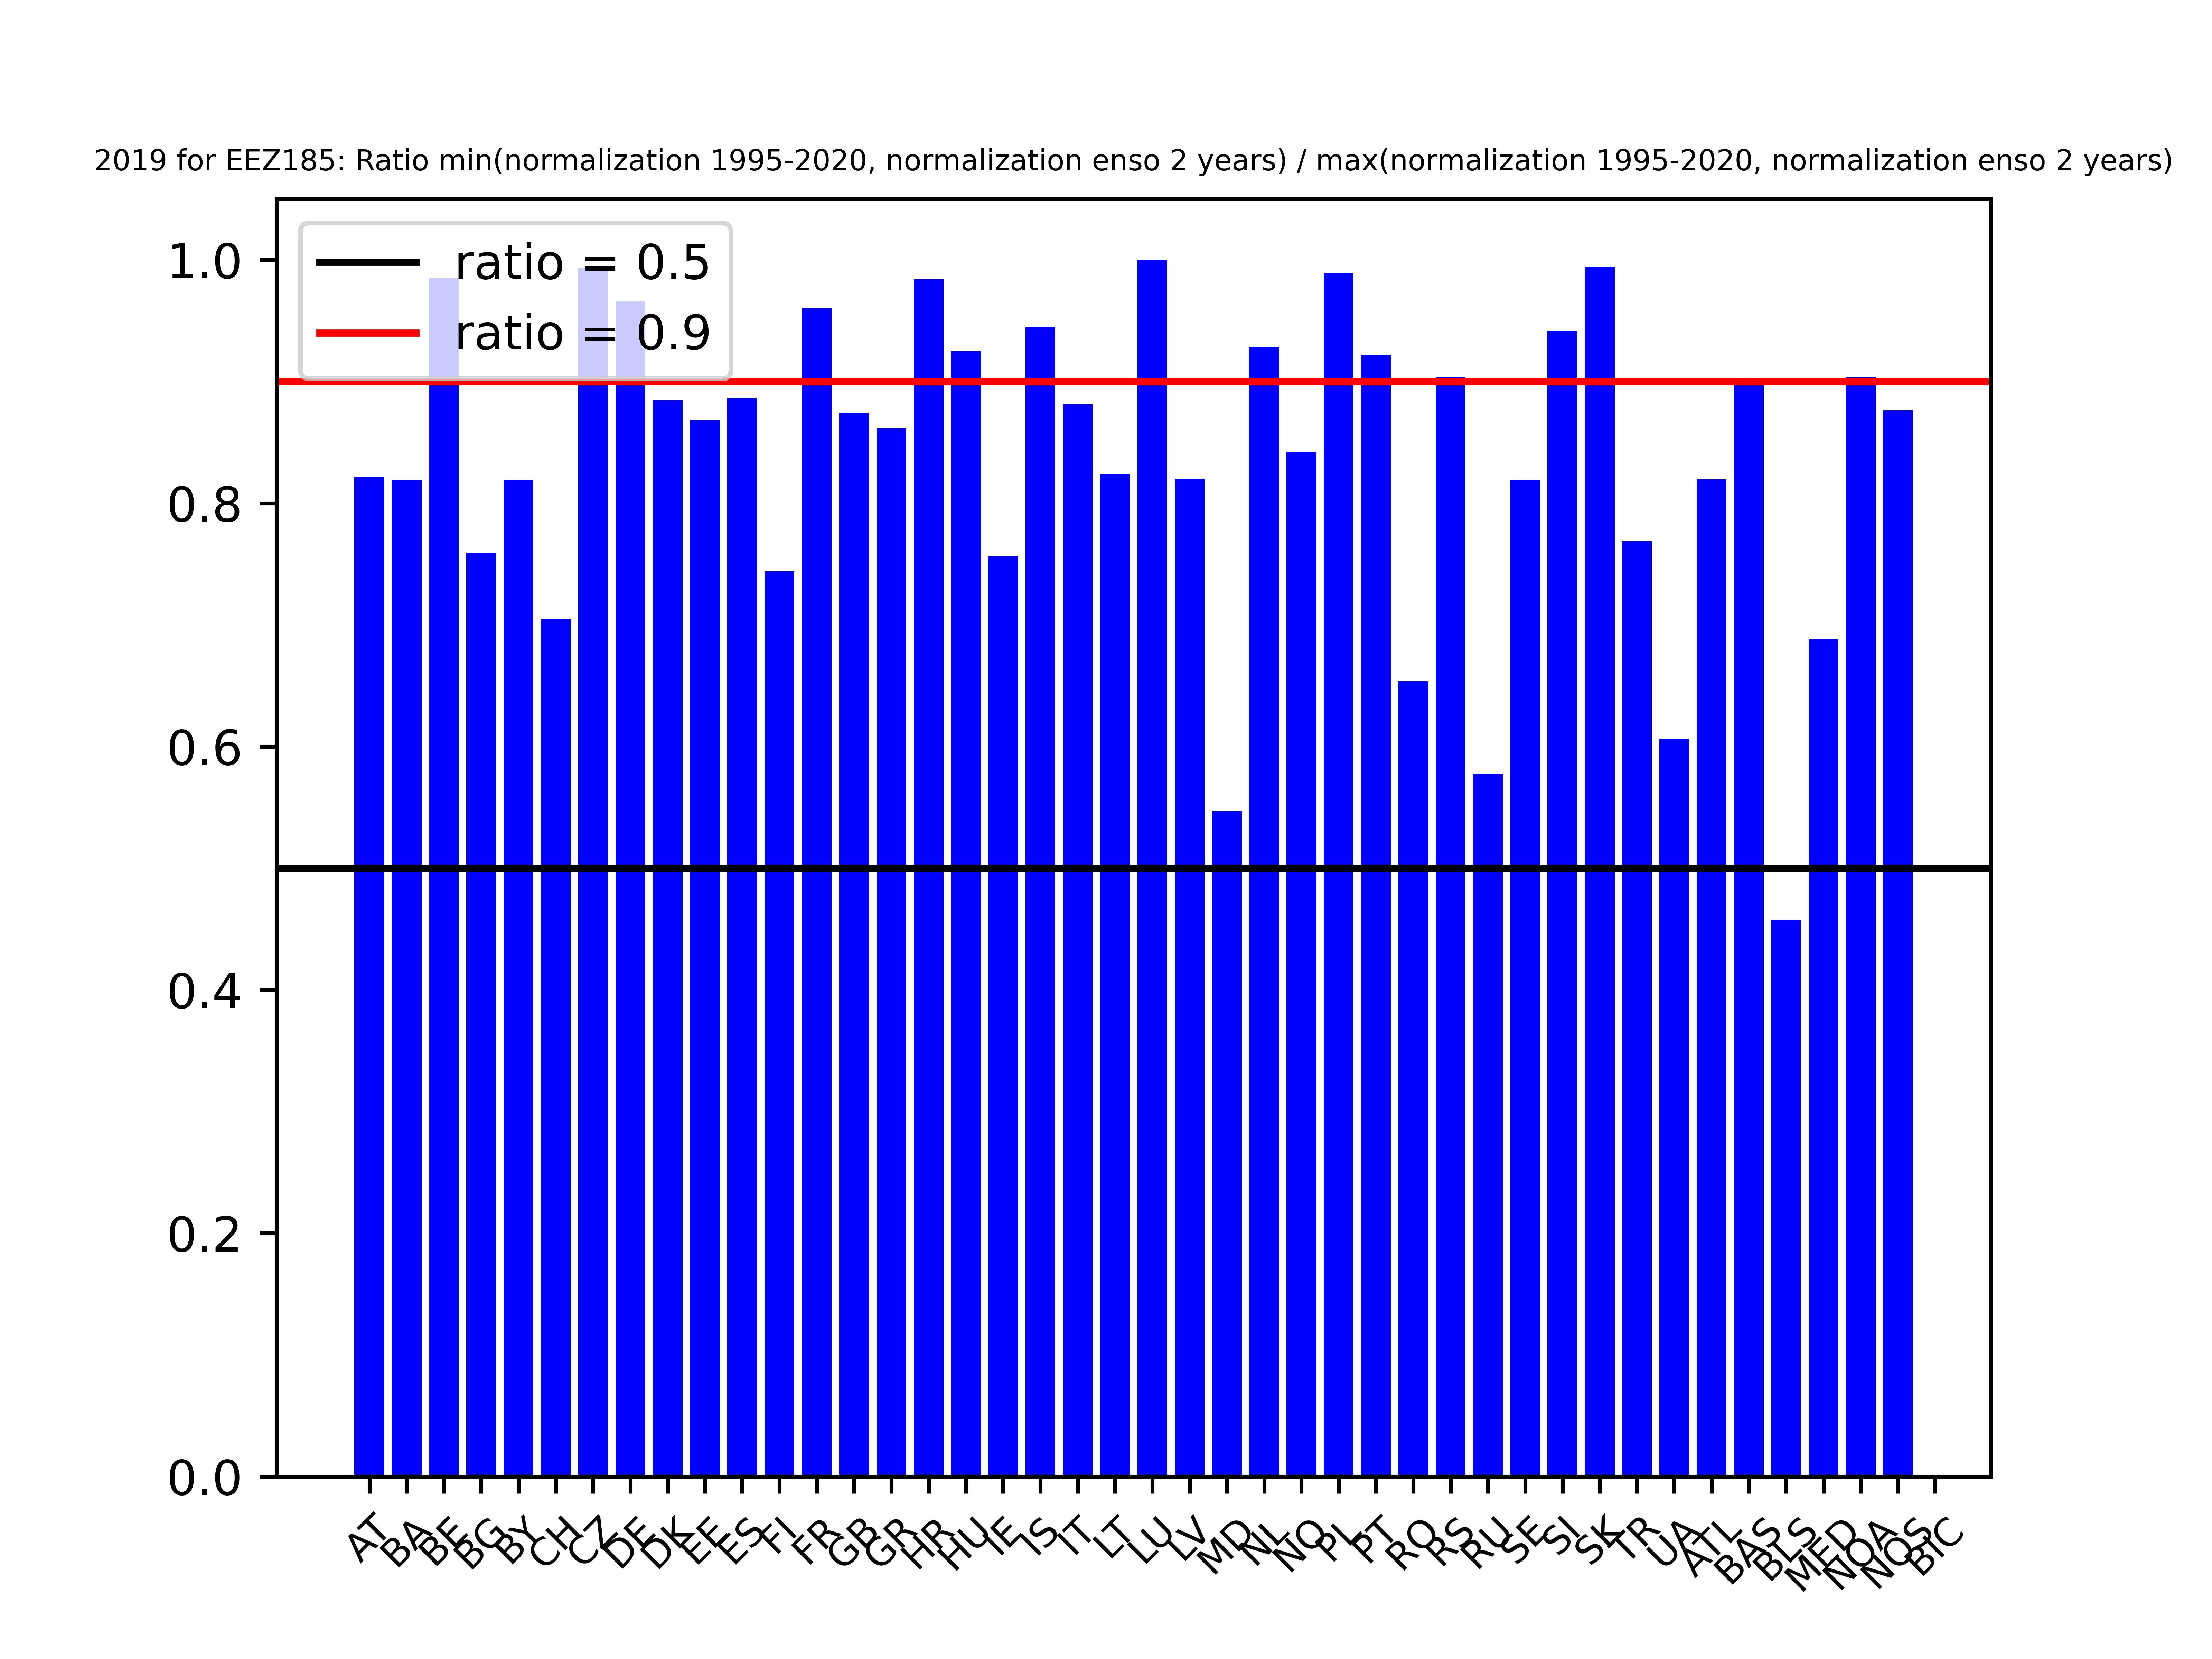 2019 for EEZ185: Ratio min(normalization 1995-2020, normalization enso 2 years) / max(normalization 1995-2020, normalization enso 2 years)
ratio = 0.5
ratio = 0.9
1.0
0.8
0.6
0.4
0.2
0.0
AT BA BE BG BY CH CZ DE DK EE ES FI FR GB GR HR HU IE IS IT LT LU LV MD NL NO PL PT RO RS RU SE SI SK TR UA ATL BAS BLS MED NOA NOS BIC